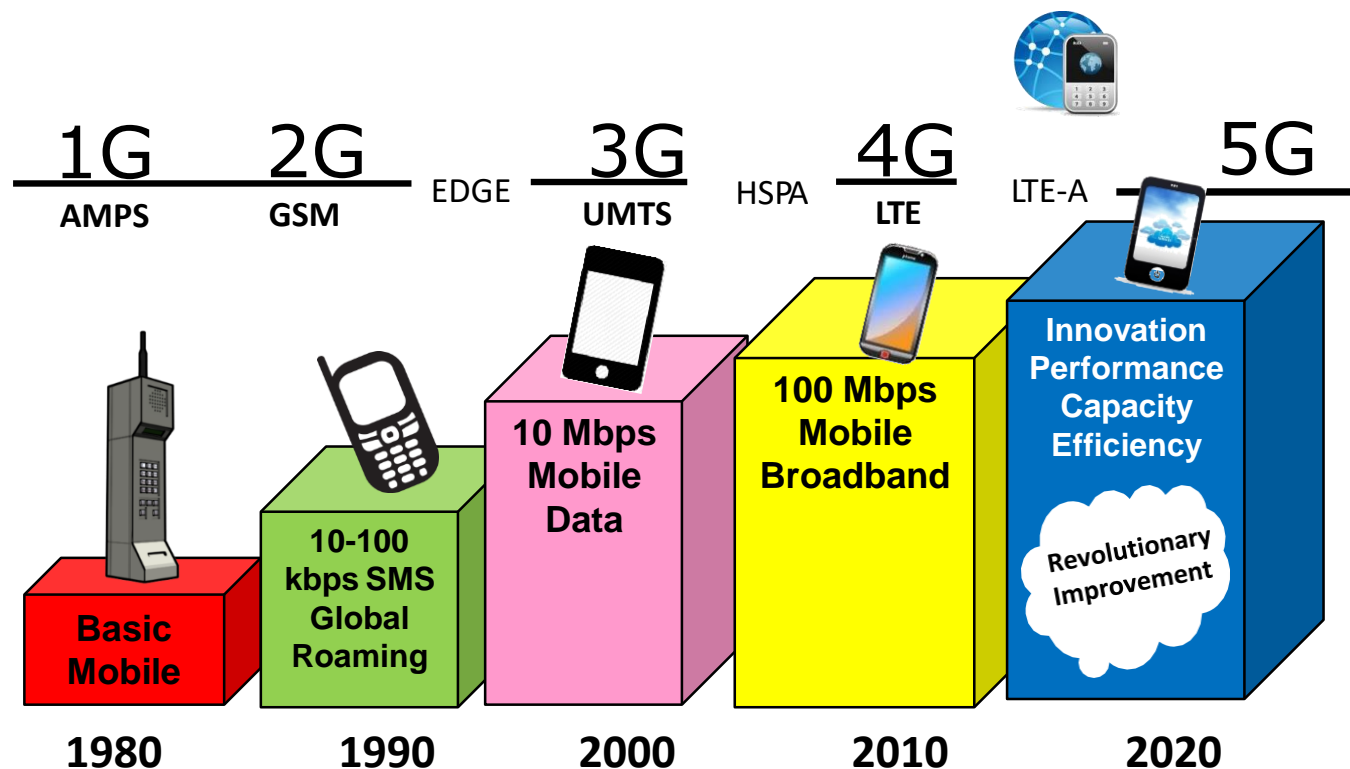 1G
2G
3G
4G
5G
EDGE
HSPA
LTE-A
AMPS
GSM
UMTS
LTE
Basic
Mobile
10-100
kbps SMS
Global
Roaming
10 Mbps
Mobile
Data
100 Mbps
Mobile
Broadband
Innovation
Performance
Capacity
Efficiency
Revolutionary
Improvement
1980
1990
2000
2010
2020